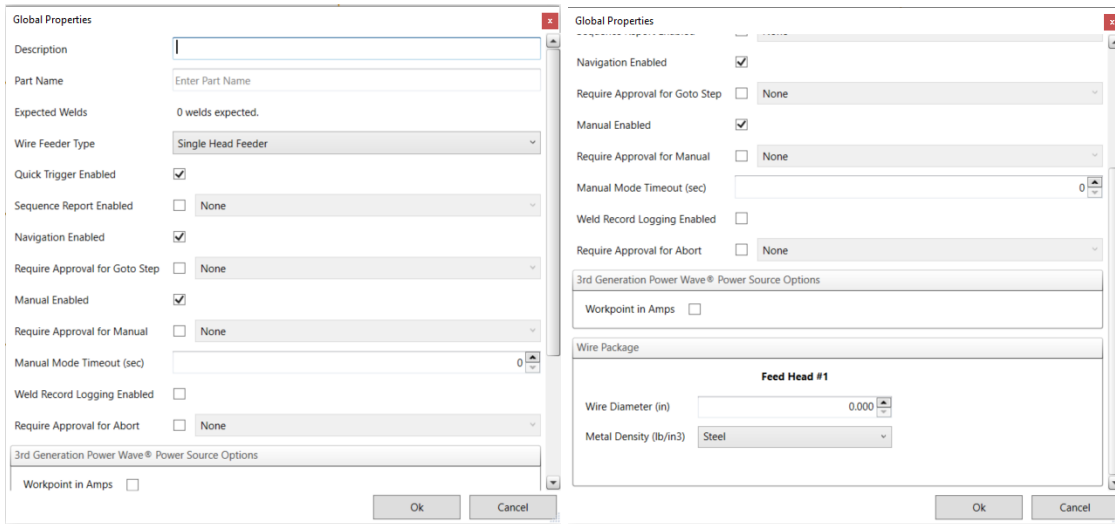 Global Properties x
Description
Part Name Enter Part Name
Expected Welds 0 welds expected.
Wire Feeder Type Single Head Feeder
Quick Trigger Enabled
Sequence Report Enabled None
Navigation Enabled
Require Approval for Goto Step None
Manual Enabled
Require Approval for Manual None
Manual Mode Timeout (sec) 0
Weld Record Logging Enabled
Require Approval for Abort None
3rd Generation Power Wave® Power Source Options
Workpoint in Amps
Ok Cancel
Global Properties x
Sequence Report Enabled None
Navigation Enabled
Require Approval for Goto Step None
Manual Enabled
Require Approval for Manual None
Manual Mode Timeout (sec) 0
Weld Record Logging Enabled
Require Approval for Abort None
3rd Generation Power Wave® Power Source Options
Workpoint in Amps
Wire Package
Feed Head #1
Wire Diameter (in) 0.000
Metal Density (lb/in3) Steel
Ok Cancel